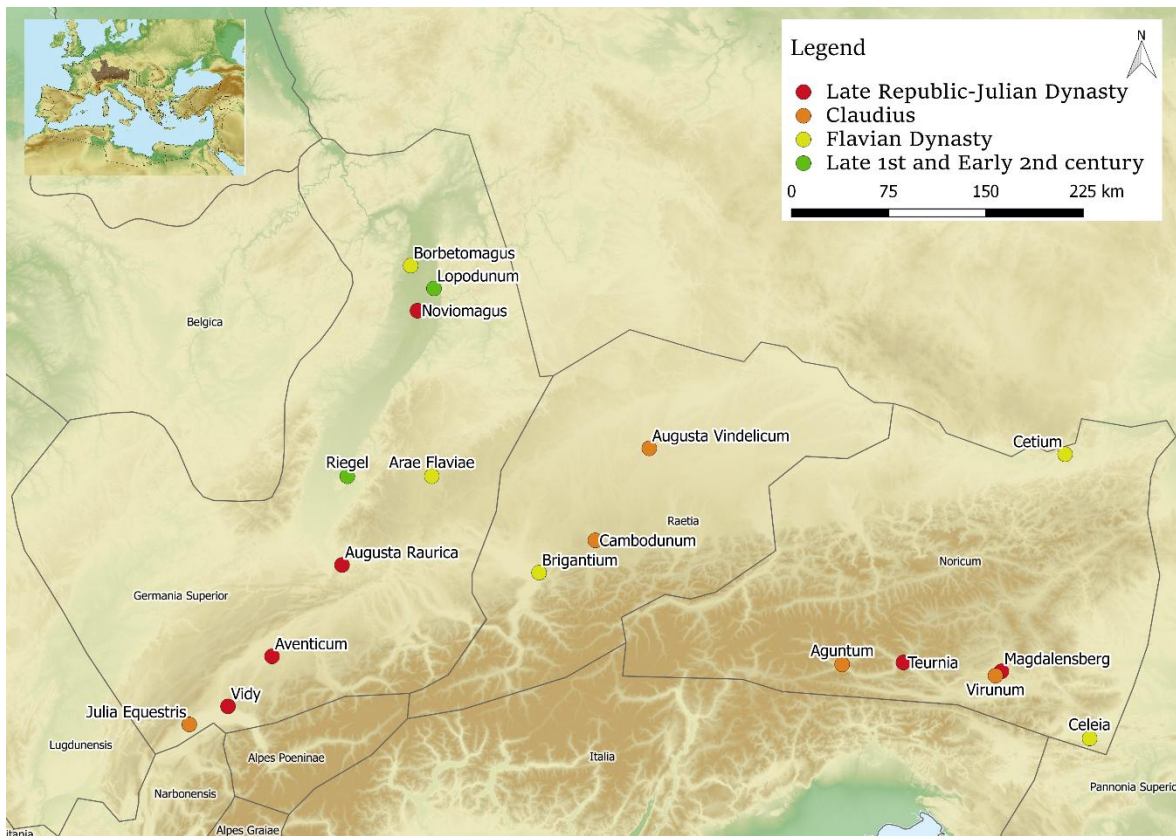 Legend
N
Late Republic-Julian Dynasty
Claudius
Flavian Dynasty
Late 1st and Early 2nd century
0 75 150 225 km
Borbetomagus
Lopodunum
Noviomagus
Belgica
Augusta Vindelicum
Cetium
Riegel
Arae Flaviae
Raetia
Cambodunum
Augusta Raurica
Brigantium
Noricum
Germania Superior
Aventicum
Aguntum
Teurnia
Magdalensberg
Virunum
Vidy
Julia Equestris
Celeia
Lugdunensis
Alpes Poeninae
Italia
Pannonia Superio
Narbonensis
Alpes Graiae
itania